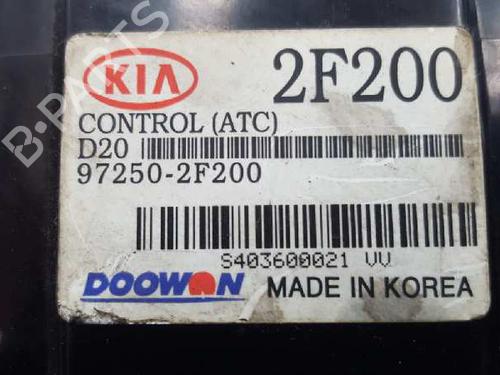 KIA 2F200
CONTROL (ATC)
D20
97250-2F200
S403600021 VV
DOOWON MADE IN KOREA
B-PARTS